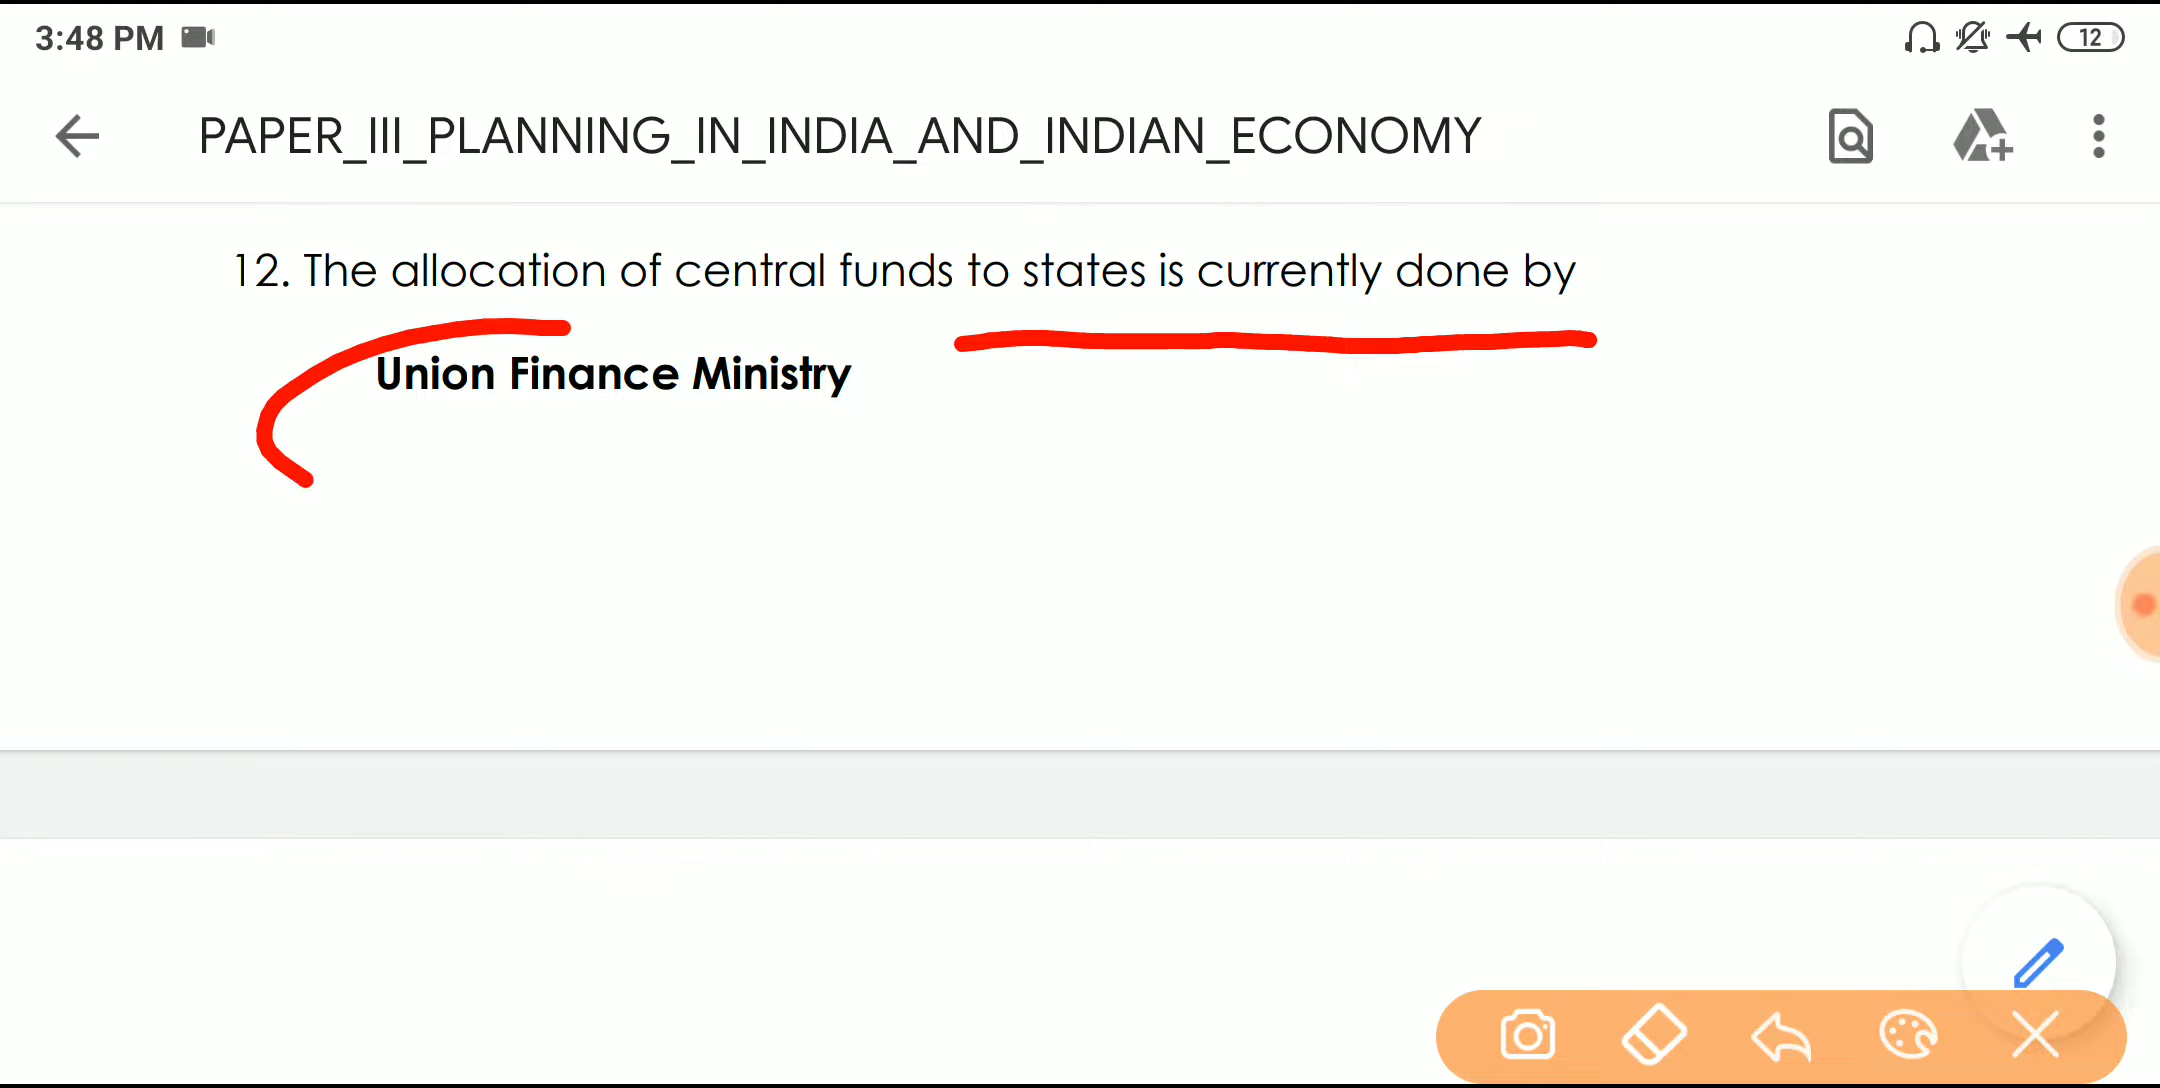 3:48 PM
12
PAPER_III_PLANNING_IN_INDIA_AND_INDIAN_ECONOMY
12. The allocation of central funds to states is currently done by
Union Finance Ministry